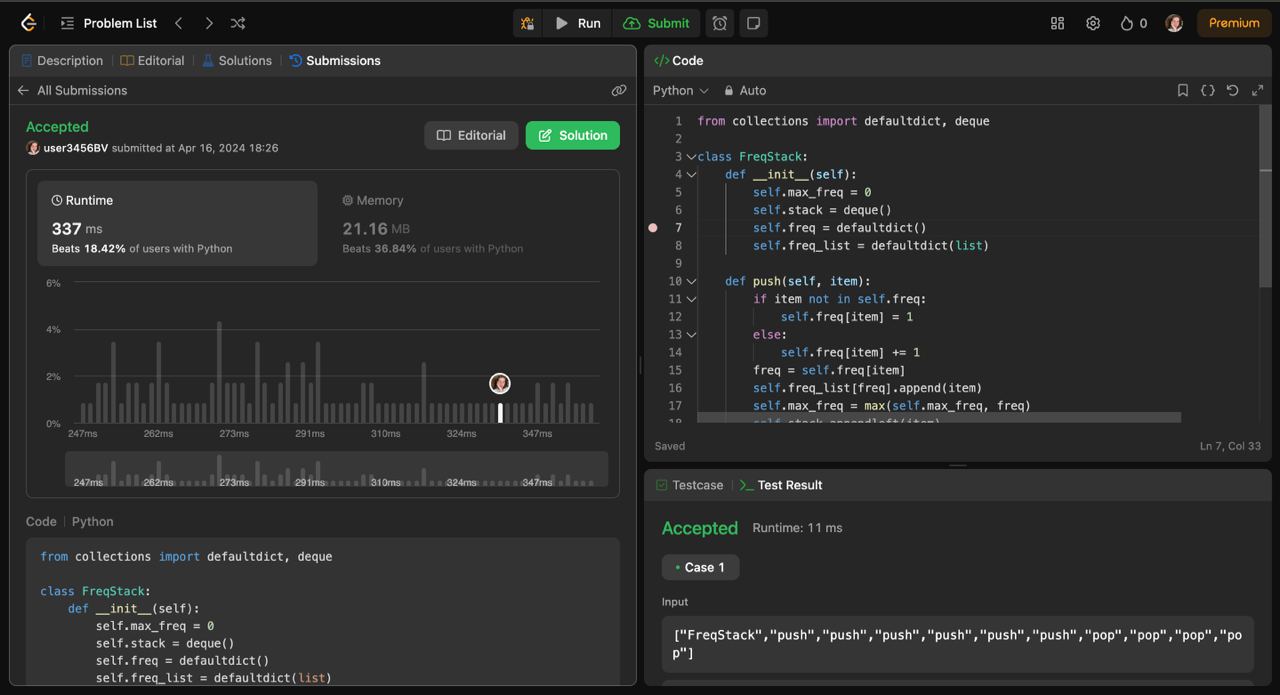 Problem List
Run
Submit
0
Premium
Description
Editorial
Solutions
Submissions
All Submissions
Accepted
user3456BV submitted at Apr 16, 2024 18:26
Editorial
Solution
Runtime
337 ms
Beats 18.42% of users with Python
Memory
21.16 MB
Beats 36.84% of users with Python
6%
4%
2%
0%
247ms 262ms 273ms 291ms 310ms 324ms 347ms
247ms 262ms 273ms 291ms 310ms 324ms 347ms
Code | Python
from collections import defaultdict, deque
class FreqStack:
    def __init__(self):
        self.max_freq = 0
        self.stack = deque()
        self.freq = defaultdict()
        self.freq_list = defaultdict(list)
</> Code
Python
Auto
1 from collections import defaultdict, deque
2
3 class FreqStack:
4     def __init__(self):
5         self.max_freq = 0
6         self.stack = deque()
7         self.freq = defaultdict()
8         self.freq_list = defaultdict(list)
9
10     def push(self, item):
11         if item not in self.freq:
12             self.freq[item] = 1
13         else:
14             self.freq[item] += 1
15         freq = self.freq[item]
16         self.freq_list[freq].append(item)
17         self.max_freq = max(self.max_freq, freq)
18         self.stack.appendleft(item)
Saved
Ln 7, Col 33
Testcase
>_ Test Result
Accepted
Runtime: 11 ms
Case 1
Input
["FreqStack","push","push","push","push","push","push","pop","pop","pop","po
p"]